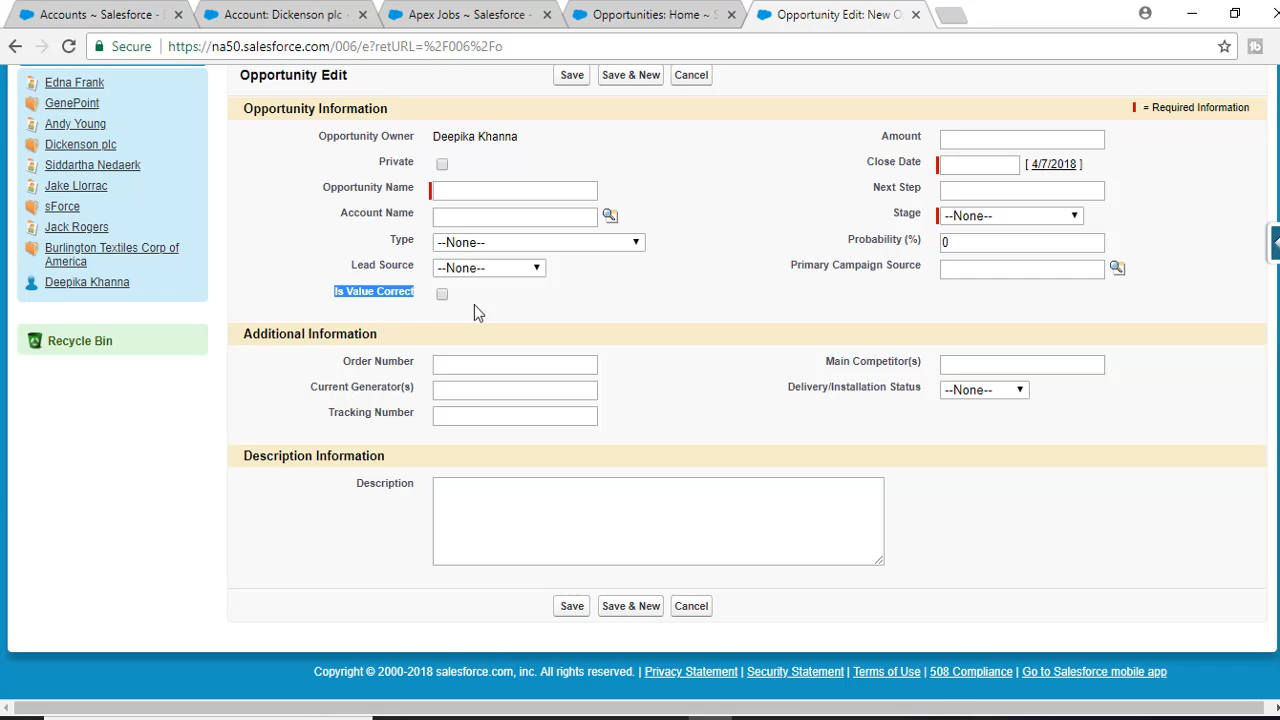 Accounts ~ Salesforce -
Account: Dickenson plc ~
Apex Jobs ~ Salesforce -
Opportunities: Home ~ S
Opportunity Edit: New O
Secure
https://na50.salesforce.com/006/e?retURL=%2F006%2Fo
Edna Frank
GenePoint
Andy Young
Dickenson plc
Siddartha Nedaerk
Jake Llorrac
sForce
Jack Rogers
Burlington Textiles Corp of
America
Deepika Khanna
Recycle Bin
Opportunity Edit
Save
Save & New
Cancel
Opportunity Information
= Required Information
Opportunity Owner Deepika Khanna
Amount
Private
Close Date [ 4/7/2018 ]
Opportunity Name
Next Step
Account Name
Stage --None--
Type --None--
Probability (%) 0
Lead Source --None--
Primary Campaign Source
Is Value Correct
Additional Information
Order Number
Main Competitor(s)
Current Generator(s)
Delivery/Installation Status --None--
Tracking Number
Description Information
Description
Save
Save & New
Cancel
Copyright © 2000-2018 salesforce.com, inc. All rights reserved. | Privacy Statement | Security Statement | Terms of Use | 508 Compliance | Go to Salesforce mobile app